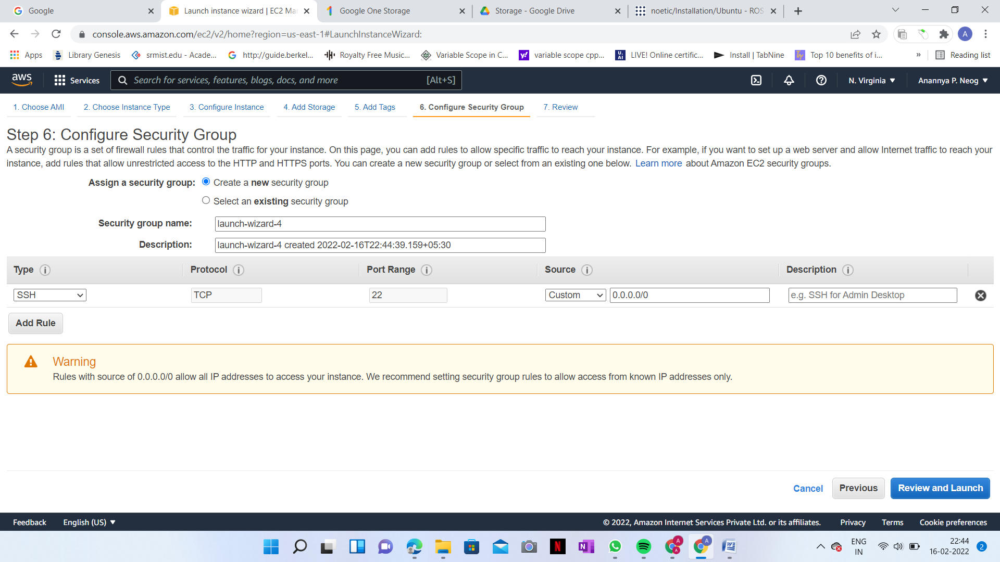 Google
Launch instance wizard | EC2 Ma
Google One Storage
Storage - Google Drive
noetic/Installation/Ubuntu - ROS
console.aws.amazon.com/ec2/v2/home?region=us-east-1#LaunchInstanceWizard:
A
Apps
Library Genesis
srmist.edu - Acade...
http://guide.berkel...
Royalty Free Music...
Variable Scope in C...
variable scope cpp...
LIVE! Online certific...
Install | TabNine
Top 10 benefits of i...
»
Reading list
aws
Services
Search for services, features, blogs, docs, and more
[Alt+S]
N. Virginia
Anannya P. Neog
1. Choose AMI
2. Choose Instance Type
3. Configure Instance
4. Add Storage
5. Add Tags
6. Configure Security Group
7. Review
Step 6: Configure Security Group
A security group is a set of firewall rules that control the traffic for your instance. On this page, you can add rules to allow specific traffic to reach your instance. For example, if you want to set up a web server and allow Internet traffic to reach your
instance, add rules that allow unrestricted access to the HTTP and HTTPS ports. You can create a new security group or select from an existing one below. Learn more about Amazon EC2 security groups.
Assign a security group:
Create a new security group
Select an existing security group
Security group name:
launch-wizard-4
Description:
launch-wizard-4 created 2022-02-16T22:44:39.159+05:30
Type
Protocol
Port Range
Source
Description
SSH
TCP
22
Custom
0.0.0.0/0
e.g. SSH for Admin Desktop
Add Rule
Warning
Rules with source of 0.0.0.0/0 allow all IP addresses to access your instance. We recommend setting security group rules to allow access from known IP addresses only.
Cancel
Previous
Review and Launch
Feedback
English (US)
© 2022, Amazon Internet Services Private Ltd. or its affiliates.
Privacy
Terms
Cookie preferences
ENG
IN
22:44
16-02-2022
2